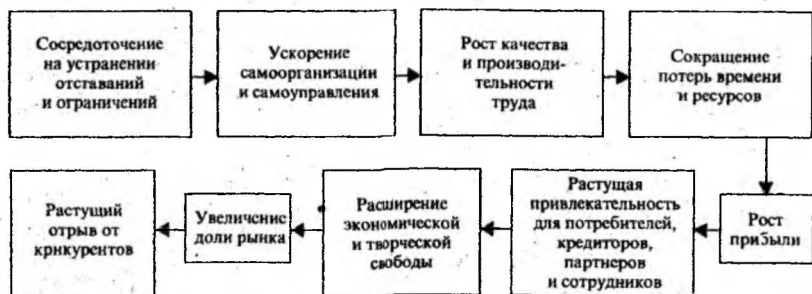 Сосредоточение
на устранении
отставаний
и ограничений
Ускорение
самоорганизации
и самоуправления
Рост качества
и производи-
тельности
труда
Сокращение
потерь времени
и ресурсов
Рост
прибыли
Растущая
привлекательность
для потребителей,
кредиторов,
партнеров
и сотрудников
Расширение
экономической
и творческой
свободы
Увеличение
доли рынка
Растущий
отрыв от
крикурентов